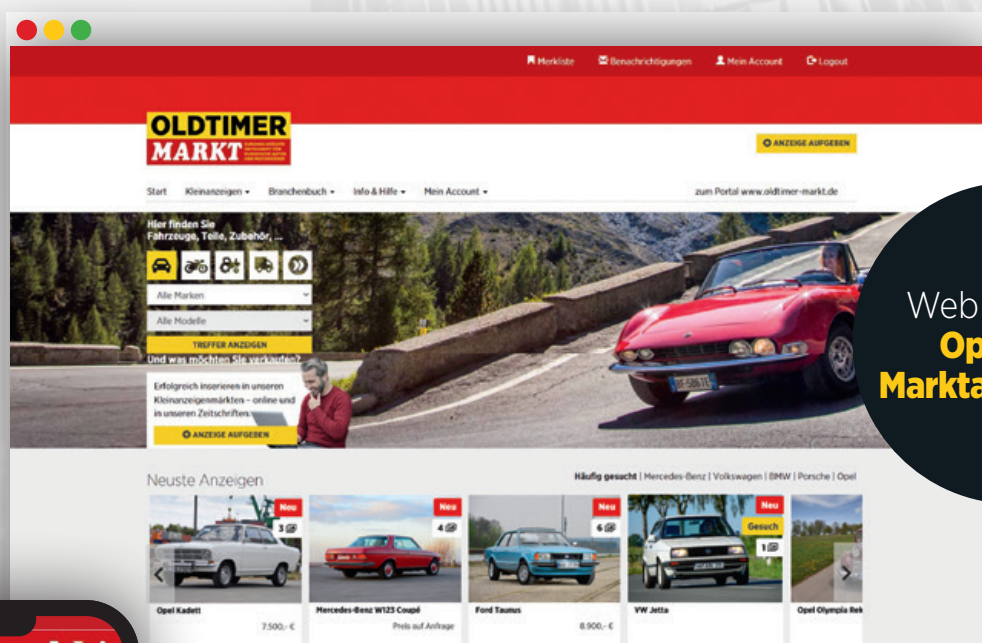 Merkliste Benachrichtigungen Mein Account Logout
OLDTIMER
MARKT
ANZEIGE AUFGEBEN
Start Kleinanzeigen Branchenbuch Info & Hilfe Mein Account zum Portal www.oldtimer-markt.de
Hier finden Sie
Fahrzeuge, Teile, Zubehör, ...
Alle Marken
Alle Modelle
TREFFER ANZEIGEN
Und was möchten Sie verkaufen?
Erfolgreich inserieren in unseren
Kleinanzeigenmärkten – online und
in unseren Zeitschriften.
ANZEIGE AUFGEBEN
Web
Op
Markta
Neuste Anzeigen
Häufig gesucht | Mercedes-Benz | Volkswagen | BMW | Porsche | Opel
Neu Neu Neu Neu
3 4 6 Gesuch
1
Opel Kadett Mercedes-Benz W123 Coupé Ford Taunus VW Jetta Opel Olympia Rek
7.500,- € Preis auf Anfrage 8.900,- €